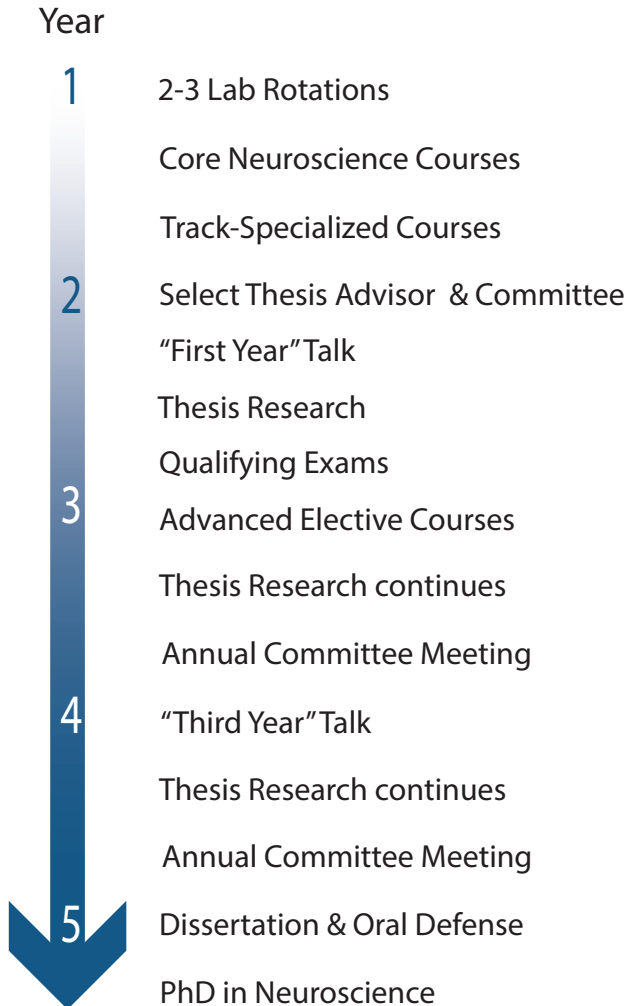 Year
1 2-3 Lab Rotations
Core Neuroscience Courses
Track-Specialized Courses
2 Select Thesis Advisor & Committee
“First Year” Talk
Thesis Research
Qualifying Exams
3 Advanced Elective Courses
Thesis Research continues
Annual Committee Meeting
4 “Third Year” Talk
Thesis Research continues
Annual Committee Meeting
5 Dissertation & Oral Defense
PhD in Neuroscience